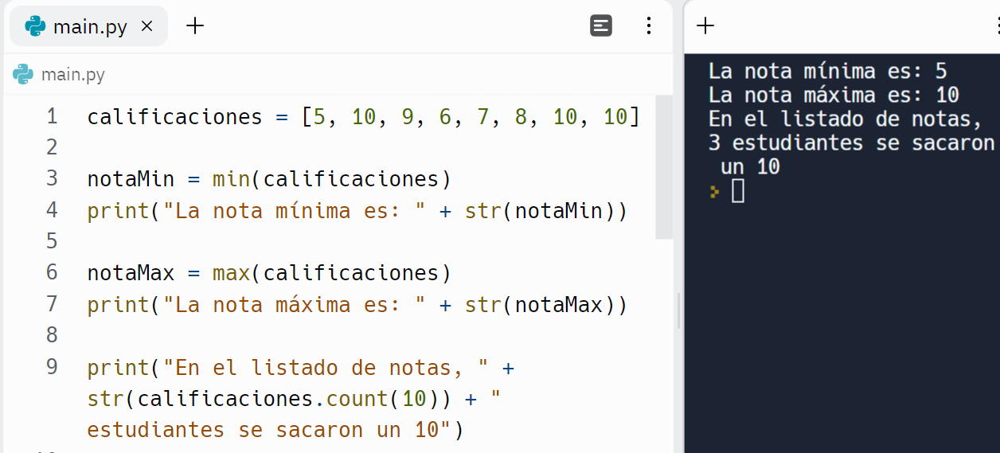 main.py
main.py
1 calificaciones = [5, 10, 9, 6, 7, 8, 10, 10]
2
3 notaMin = min(calificaciones)
4 print("La nota mínima es: " + str(notaMin))
5
6 notaMax = max(calificaciones)
7 print("La nota máxima es: " + str(notaMax))
8
9 print("En el listado de notas, " +
str(calificaciones.count(10)) + "
estudiantes se sacaron un 10")
La nota mínima es: 5
La nota máxima es: 10
En el listado de notas,
3 estudiantes se sacaron
un 10